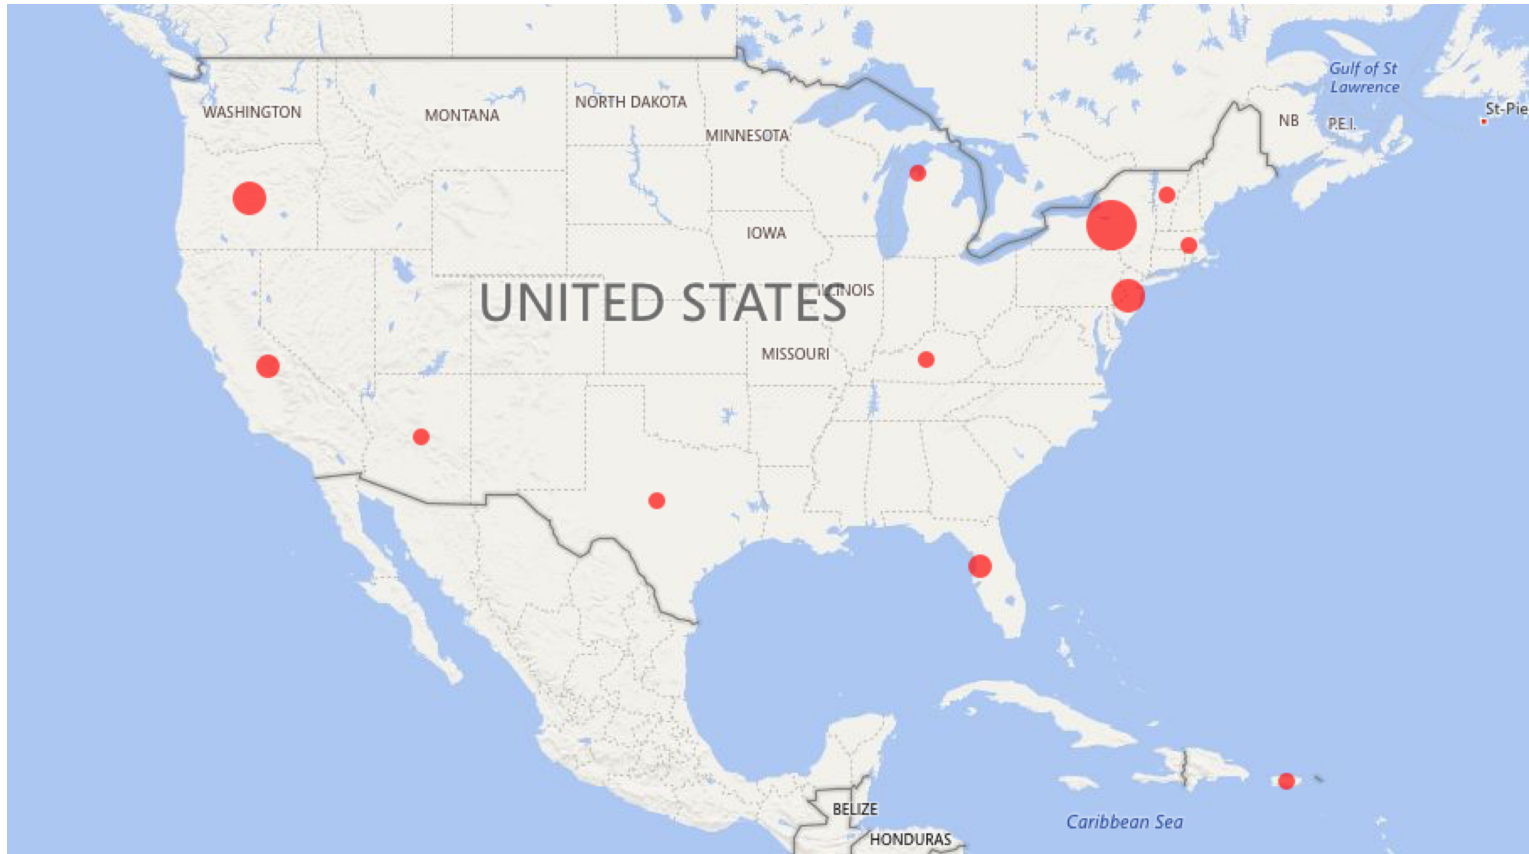 Gulf of St
Lawrence
WASHINGTON
MONTANA
NORTH DAKOTA
MINNESOTA
NB
P.E.I.
St-Pie
IOWA
UNITED STATES
ILLINOIS
MISSOURI
BELIZE
Caribbean Sea
HONDURAS